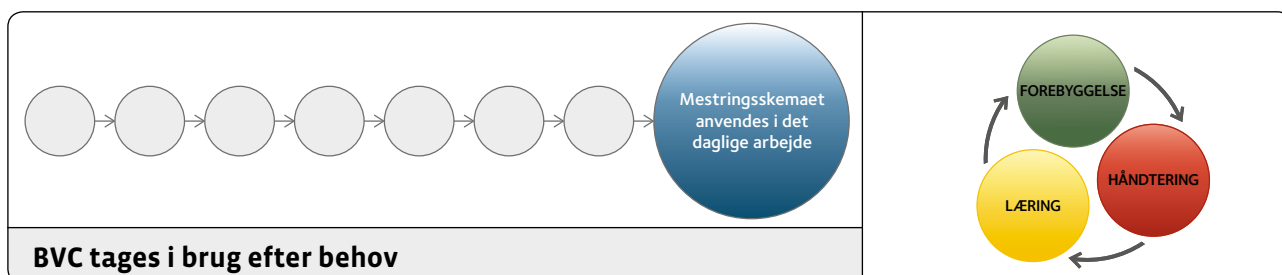 Mestringsskemaet
anvendes i det
daglige arbejde
BVC tages i brug efter behov
FOREBYGGELSE
HÅNDTERING
LÆRING